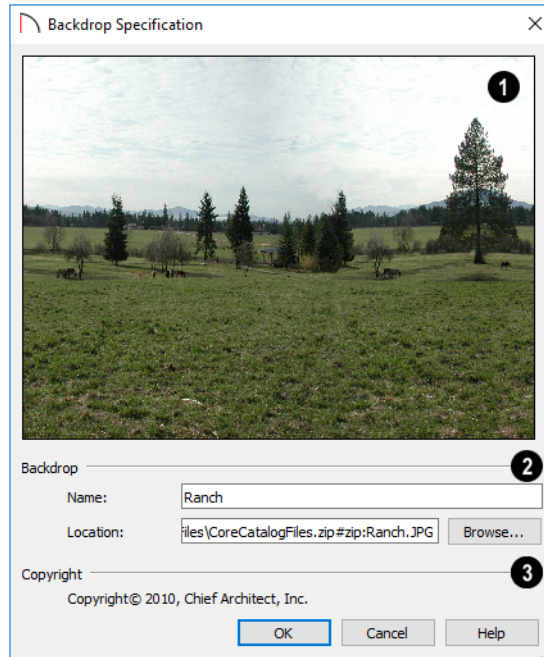 Backdrop Specification
1
Backdrop
2
Name:
Ranch
Location:
files\CoreCatalogFiles.zip#zip:Ranch.JPG
Browse...
Copyright
3
Copyright© 2010, Chief Architect, Inc.
OK
Cancel
Help